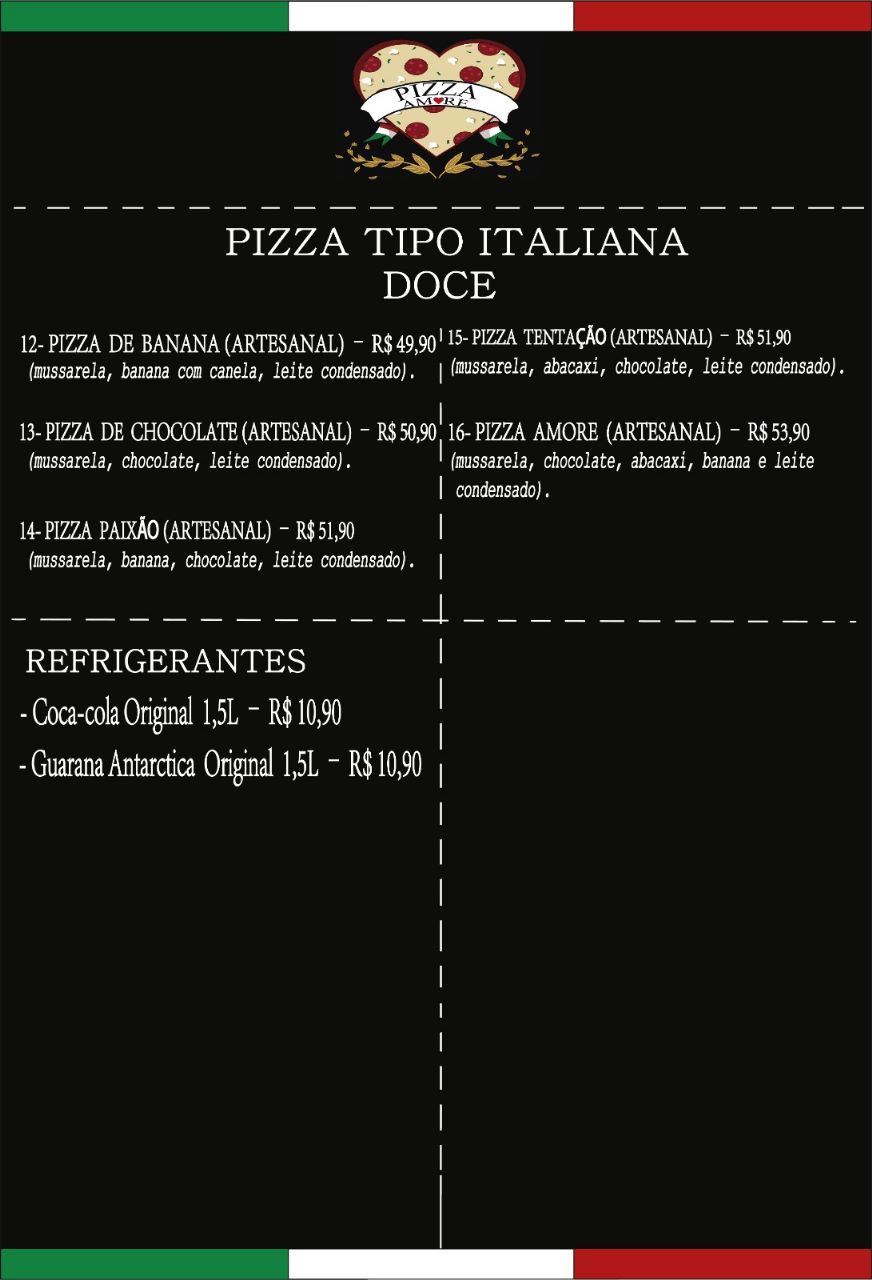 PIZZA
AMORE
PIZZA TIPO ITALIANA
DOCE
12- PIZZA DE BANANA (ARTESANAL) – R$ 49,90
(mussarela, banana com canela, leite condensado).
13- PIZZA DE CHOCOLATE (ARTESANAL) – R$ 50,90
(mussarela, chocolate, leite condensado).
14- PIZZA PAIXÃO (ARTESANAL) – R$ 51,90
(mussarela, banana, chocolate, leite condensado).
15- PIZZA TENTAÇÃO (ARTESANAL) – R$ 51,90
(mussarela, abacaxi, chocolate, leite condensado).
16- PIZZA AMORE (ARTESANAL) – R$ 53,90
(mussarela, chocolate, abacaxi, banana e leite
condensado).
REFRIGERANTES
- Coca-cola Original 1,5L – R$ 10,90
- Guarana Antarctica Original 1,5L – R$ 10,90